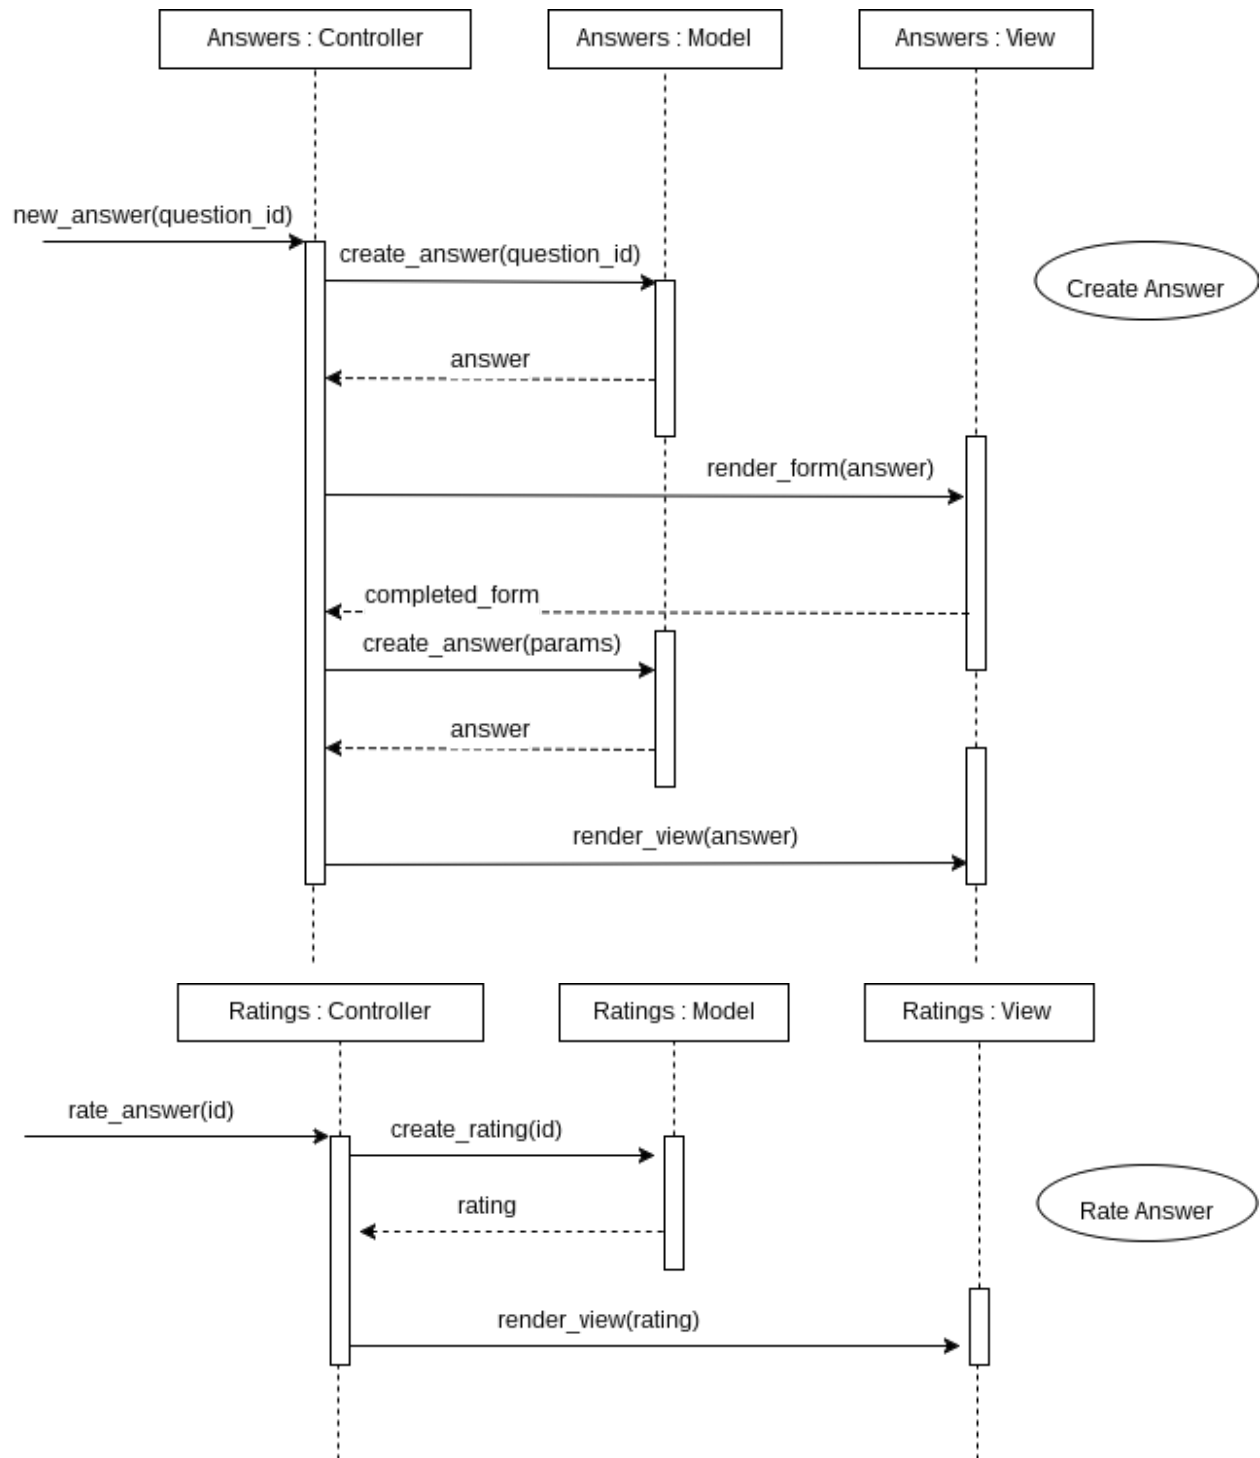 Answers : Controller
Answers : Model
Answers : View
new_answer(question_id)
create_answer(question_id)
Create Answer
answer
render_form(answer)
completed_form
create_answer(params)
answer
render_view(answer)
Ratings : Controller
Ratings : Model
Ratings : View
rate_answer(id)
create_rating(id)
rating
Rate Answer
render_view(rating)